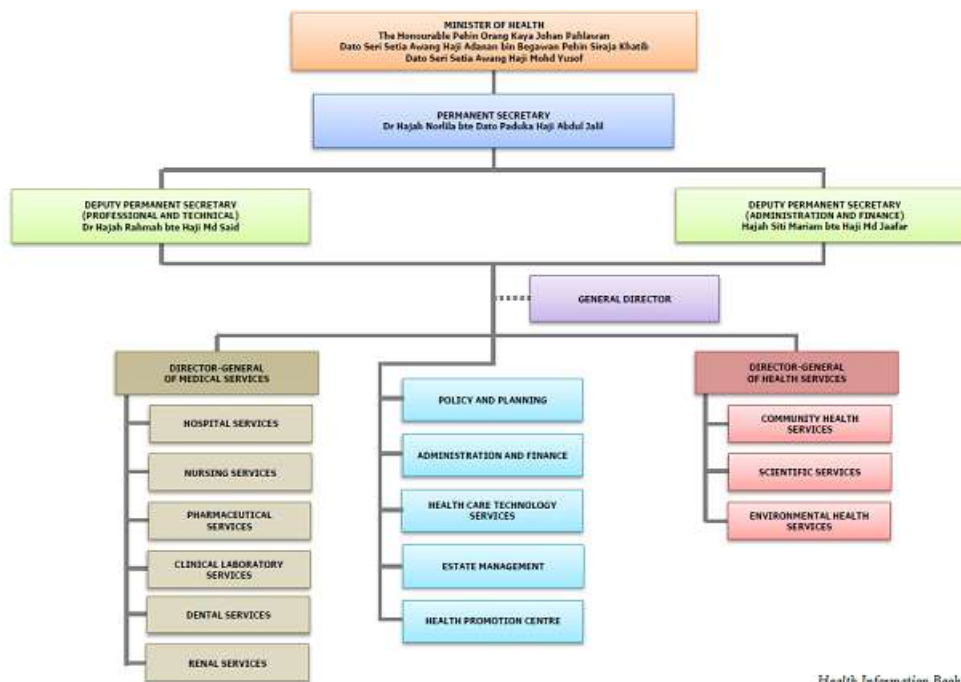 MINISTER OF HEALTH
The Honourable Pehin Orang Kaya Johan Pahlawan
Dato Seri Setia Awang Haji Adanan bin Begawan Pehin Siraja Khatib
Dato Seri Setia Awang Haji Mohd Yusof
PERMANENT SECRETARY
Dr Hajah Norlila bte Dato Paduka Haji Abdul Jalil
DEPUTY PERMANENT SECRETARY
(PROFESSIONAL AND TECHNICAL)
Dr Hajah Rahmah bte Haji Md Said
DEPUTY PERMANENT SECRETARY
(ADMINISTRATION AND FINANCE)
Hajah Siti Mariam bte Haji Md Jaafar
GENERAL DIRECTOR
DIRECTOR-GENERAL
OF MEDICAL SERVICES
HOSPITAL SERVICES
NURSING SERVICES
PHARMACEUTICAL
SERVICES
CLINICAL LABORATORY
SERVICES
DENTAL SERVICES
RENAL SERVICES
POLICY AND PLANNING
ADMINISTRATION AND FINANCE
HEALTH CARE TECHNOLOGY
SERVICES
ESTATE MANAGEMENT
HEALTH PROMOTION CENTRE
DIRECTOR-GENERAL
OF HEALTH SERVICES
COMMUNITY HEALTH
SERVICES
SCIENTIFIC SERVICES
ENVIRONMENTAL HEALTH
SERVICES
Health Information Book